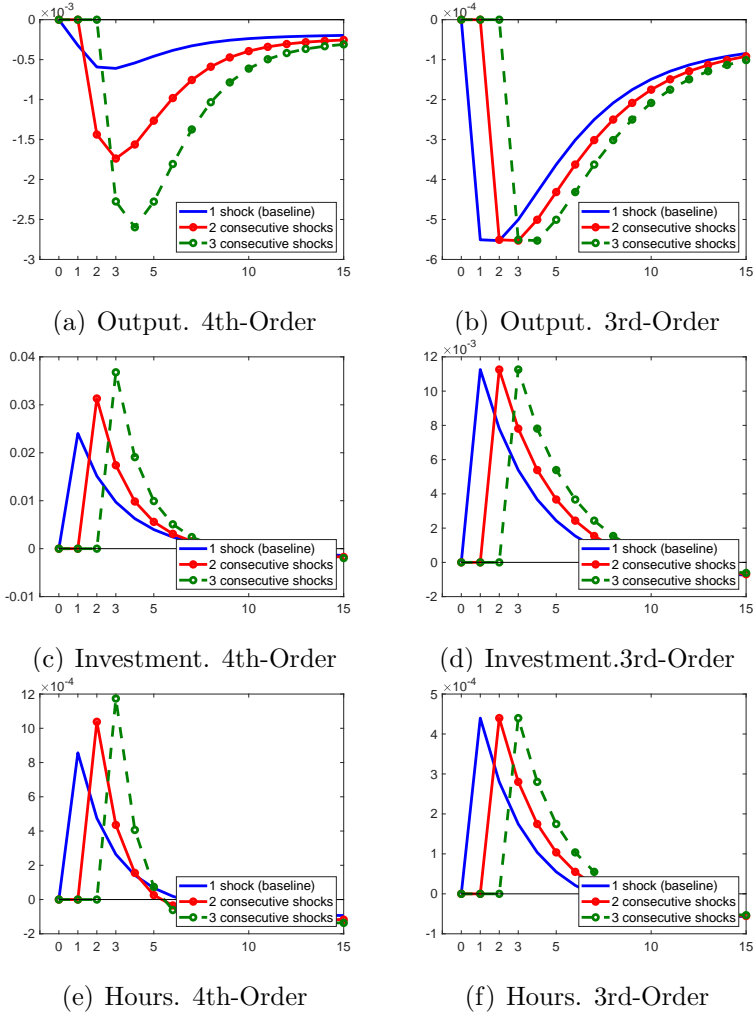 ×10⁻³
0
-0.5
-1
-1.5
-2
-2.5
-3
0 1 2 3 5 10 15
1 shock (baseline)
2 consecutive shocks
3 consecutive shocks
(a) Output. 4th-Order
×10⁻⁴
0
-1
-2
-3
-4
-5
-6
0 1 2 3 5 10 15
1 shock (baseline)
2 consecutive shocks
3 consecutive shocks
(b) Output. 3rd-Order
0.04
0.03
0.02
0.01
0
-0.01
0 1 2 3 5 10 15
1 shock (baseline)
2 consecutive shocks
3 consecutive shocks
(c) Investment. 4th-Order
×10⁻³
12
10
8
6
4
2
0
-2
0 1 2 3 5 10 15
1 shock (baseline)
2 consecutive shocks
3 consecutive shocks
(d) Investment.3rd-Order
×10⁻⁴
12
10
8
6
4
2
0
-2
0 1 2 3 5 10 15
1 shock (baseline)
2 consecutive shocks
3 consecutive shocks
(e) Hours. 4th-Order
×10⁻⁴
5
4
3
2
1
0
-1
0 1 2 3 5 10 15
1 shock (baseline)
2 consecutive shocks
3 consecutive shocks
(f) Hours. 3rd-Order